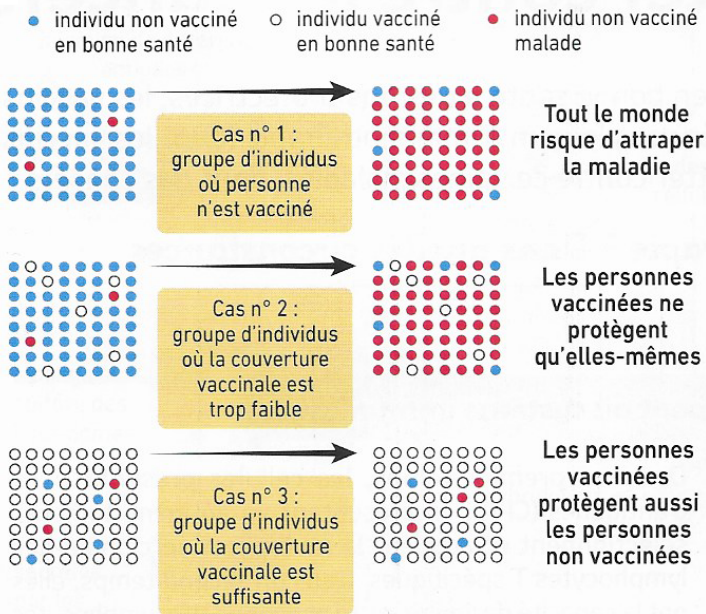 individu non vacciné
en bonne santé
individu vacciné
en bonne santé
individu non vacciné
malade
Cas n° 1 :
groupe d'individus
où personne
n'est vacciné
Tout le monde
risque d'attraper
la maladie
Cas n° 2 :
groupe d'individus
où la couverture
vaccinale est
trop faible
Les personnes
vaccinées ne
protègent
qu'elles-mêmes
Cas n° 3 :
groupe d'individus
où la couverture
vaccinale est
suffisante
Les personnes
vaccinées
protègent aussi
les personnes
non vaccinées